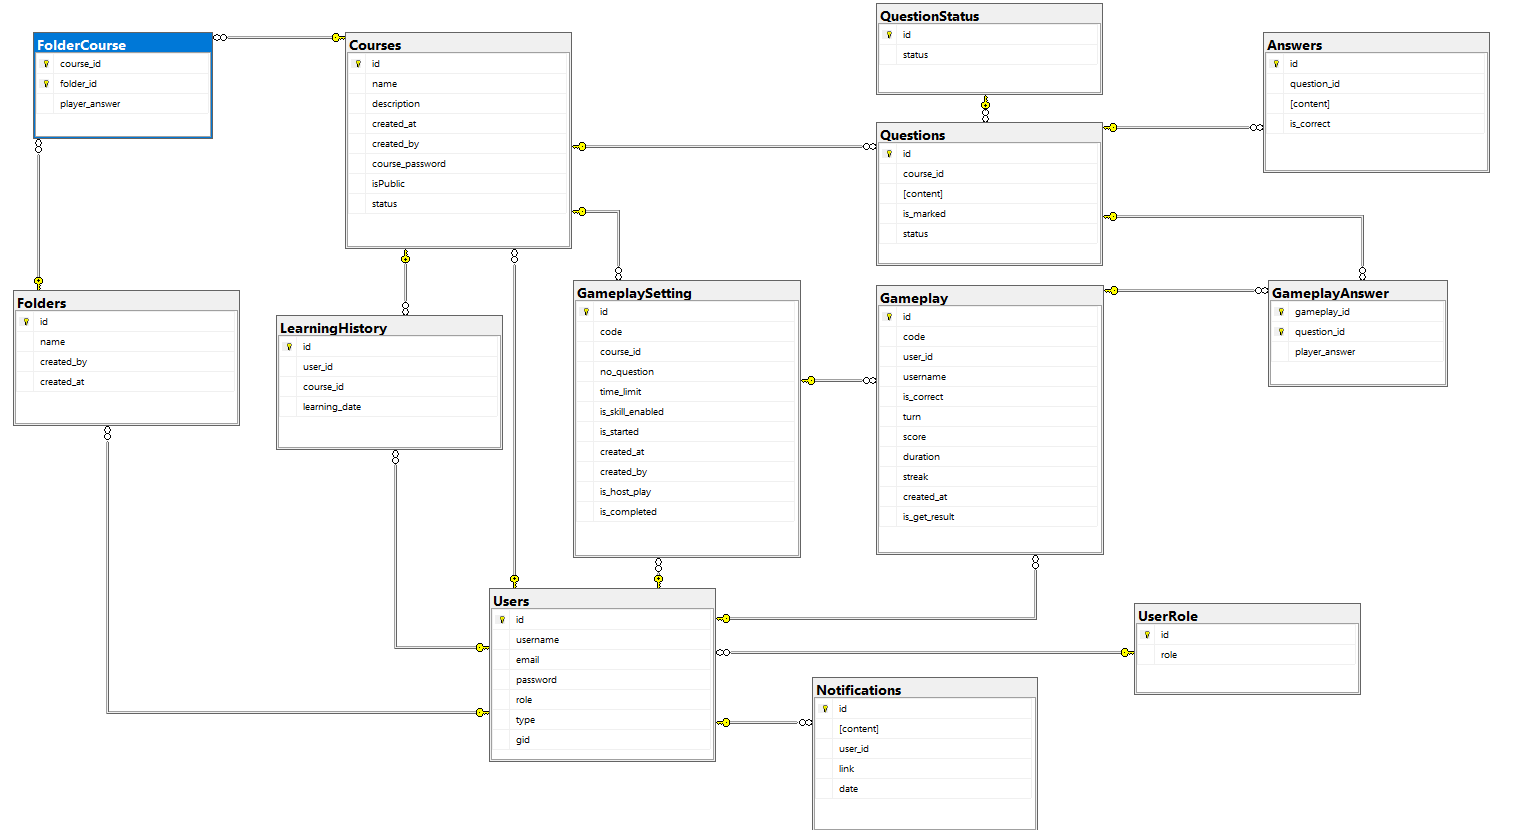 FolderCourse
course_id
folder_id
player_answer
Courses
id
name
description
created_at
created_by
course_password
isPublic
status
QuestionStatus
id
status
Answers
id
question_id
[content]
is_correct
Questions
id
course_id
[content]
is_marked
status
Folders
id
name
created_by
created_at
LearningHistory
id
user_id
course_id
learning_date
GameplaySetting
id
code
course_id
no_question
time_limit
is_skill_enabled
is_started
created_at
created_by
is_host_play
is_completed
Gameplay
id
code
user_id
username
is_correct
turn
score
duration
streak
created_at
is_get_result
GameplayAnswer
gameplay_id
question_id
player_answer
Users
id
username
email
password
role
type
gid
UserRole
id
role
Notifications
id
[content]
user_id
link
date